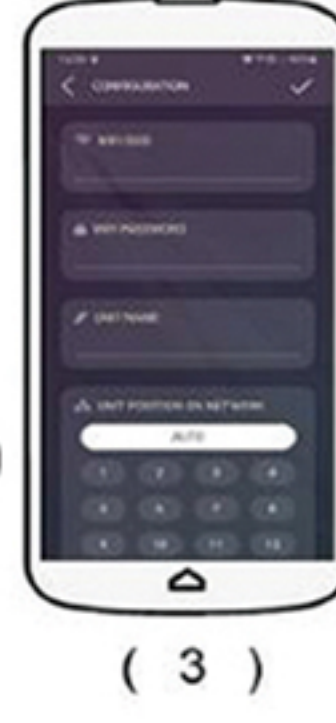 CONFIGURATION
WIFI SSID
WIFI PASSWORD
UNIT NAME
UNIT POSITION ON NETWORK
AUTO
1 2 3 4
5 6 7 8
9 10 11 12
( 3 )